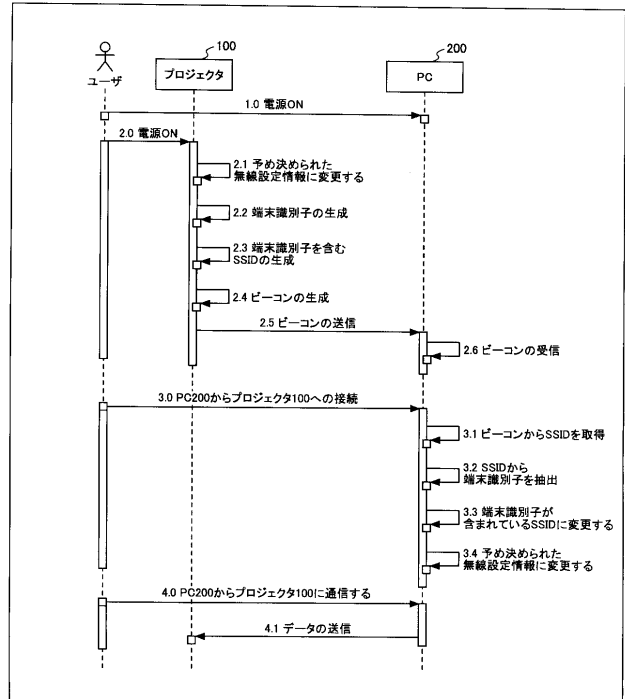 100
200
ユーザ
プロジェクタ
PC
1.0 電源ON
2.0 電源ON
2.1 予め決められた
無線設定情報に変更する
2.2 端末識別子の生成
2.3 端末識別子を含む
SSIDの生成
2.4 ビーコンの生成
2.5 ビーコンの送信
2.6 ビーコンの受信
3.0 PC200からプロジェクタ100への接続
3.1 ビーコンからSSIDを取得
3.2 SSIDから
端末識別子を抽出
3.3 端末識別子が
含まれているSSIDに変更する
3.4 予め決められた
無線設定情報に変更する
4.0 PC200からプロジェクタ100に通信する
4.1 データの送信